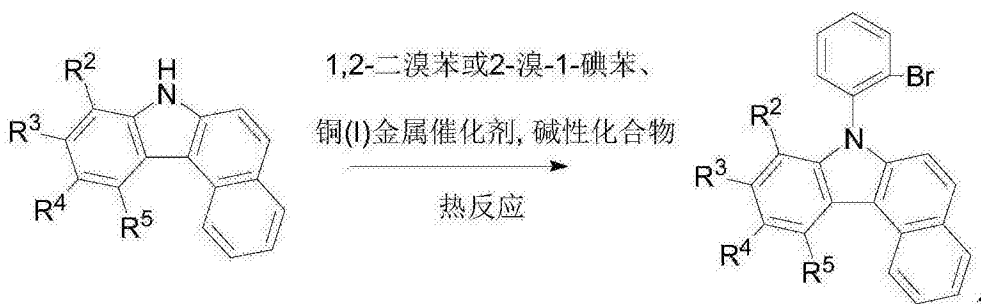 R²
H
N
R³
R⁴
R⁵
1,2-二溴苯或2-溴-1-碘苯、
铜(I)金属催化剂, 碱性化合物
热反应
Br
R²
N
R³
R⁴
R⁵
,